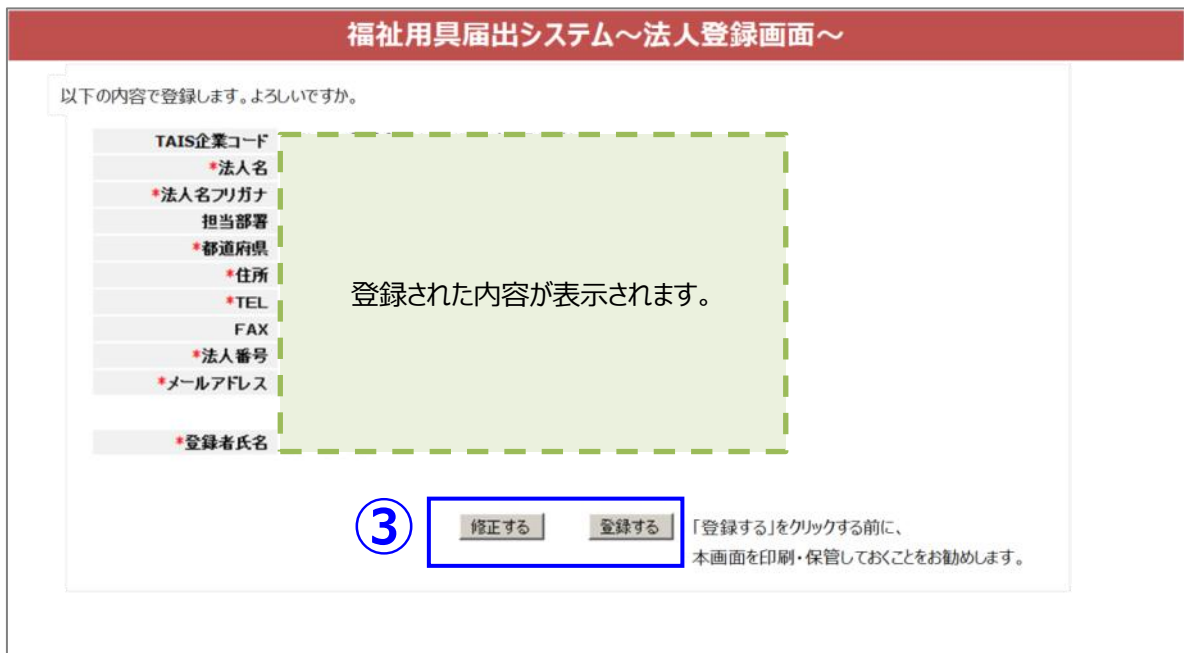 福祉用具届出システム～法人登録画面～
以下の内容で登録します。よろしいですか。
TAIS企業コード
*法人名
*法人名フリガナ
担当部署
*都道府県
*住所
*TEL
FAX
*法人番号
*メールアドレス
*登録者氏名
登録された内容が表示されます。
③ 修正する 登録する 「登録する」をクリックする前に、
本画面を印刷・保管しておくことをお勧めします。